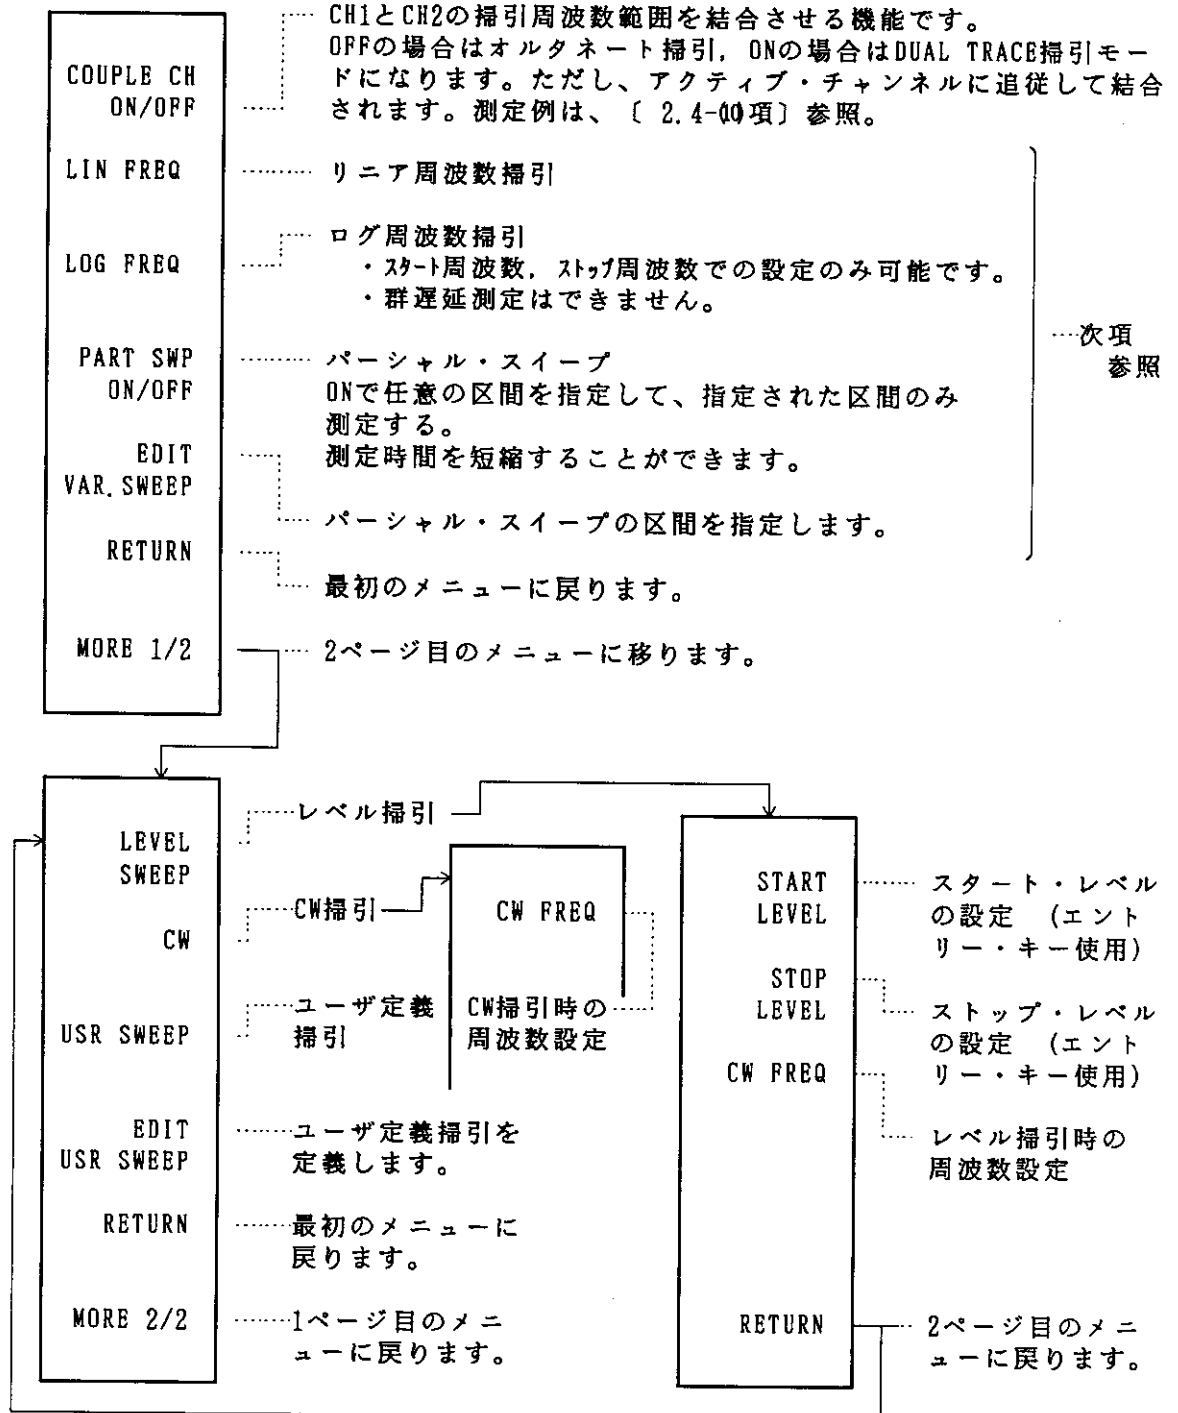 CH1とCH2の掃引周波数範囲を結合させる機能です。
OFFの場合はオルタネート掃引, ONの場合はDUAL TRACE掃引モー
ドになります。ただし、アクティブ・チャンネルに追従して結合
されます。測定例は、〔 2.4-⑽項〕参照。
COUPLE CH
ON/OFF
LIN FREQ
リニア周波数掃引
LOG FREQ
ログ周波数掃引
・スタート周波数, ストップ周波数での設定のみ可能です。
・群遅延測定はできません。
PART SWP
ON/OFF
パーシャル・スイープ
ONで任意の区間を指定して、指定された区間のみ
測定する。
測定時間を短縮することができます。
次項
参照
EDIT
VAR.SWEEP
パーシャル・スイープの区間を指定します。
RETURN
最初のメニューに戻ります。
MORE 1/2
2ページ目のメニューに移ります。
LEVEL
SWEEP
レベル掃引
CW
CW掃引
CW FREQ
CW掃引時の
周波数設定
USR SWEEP
ユーザ定義
掃引
EDIT
USR SWEEP
ユーザ定義掃引を
定義します。
RETURN
最初のメニューに
戻ります。
MORE 2/2
1ページ目のメニ
ューに戻ります。
START
LEVEL
スタート・レベル
の設定 (エント
リー・キー使用)
STOP
LEVEL
ストップ・レベル
の設定 (エント
リー・キー使用)
CW FREQ
レベル掃引時の
周波数設定
RETURN
2ページ目のメニ
ューに戻ります。